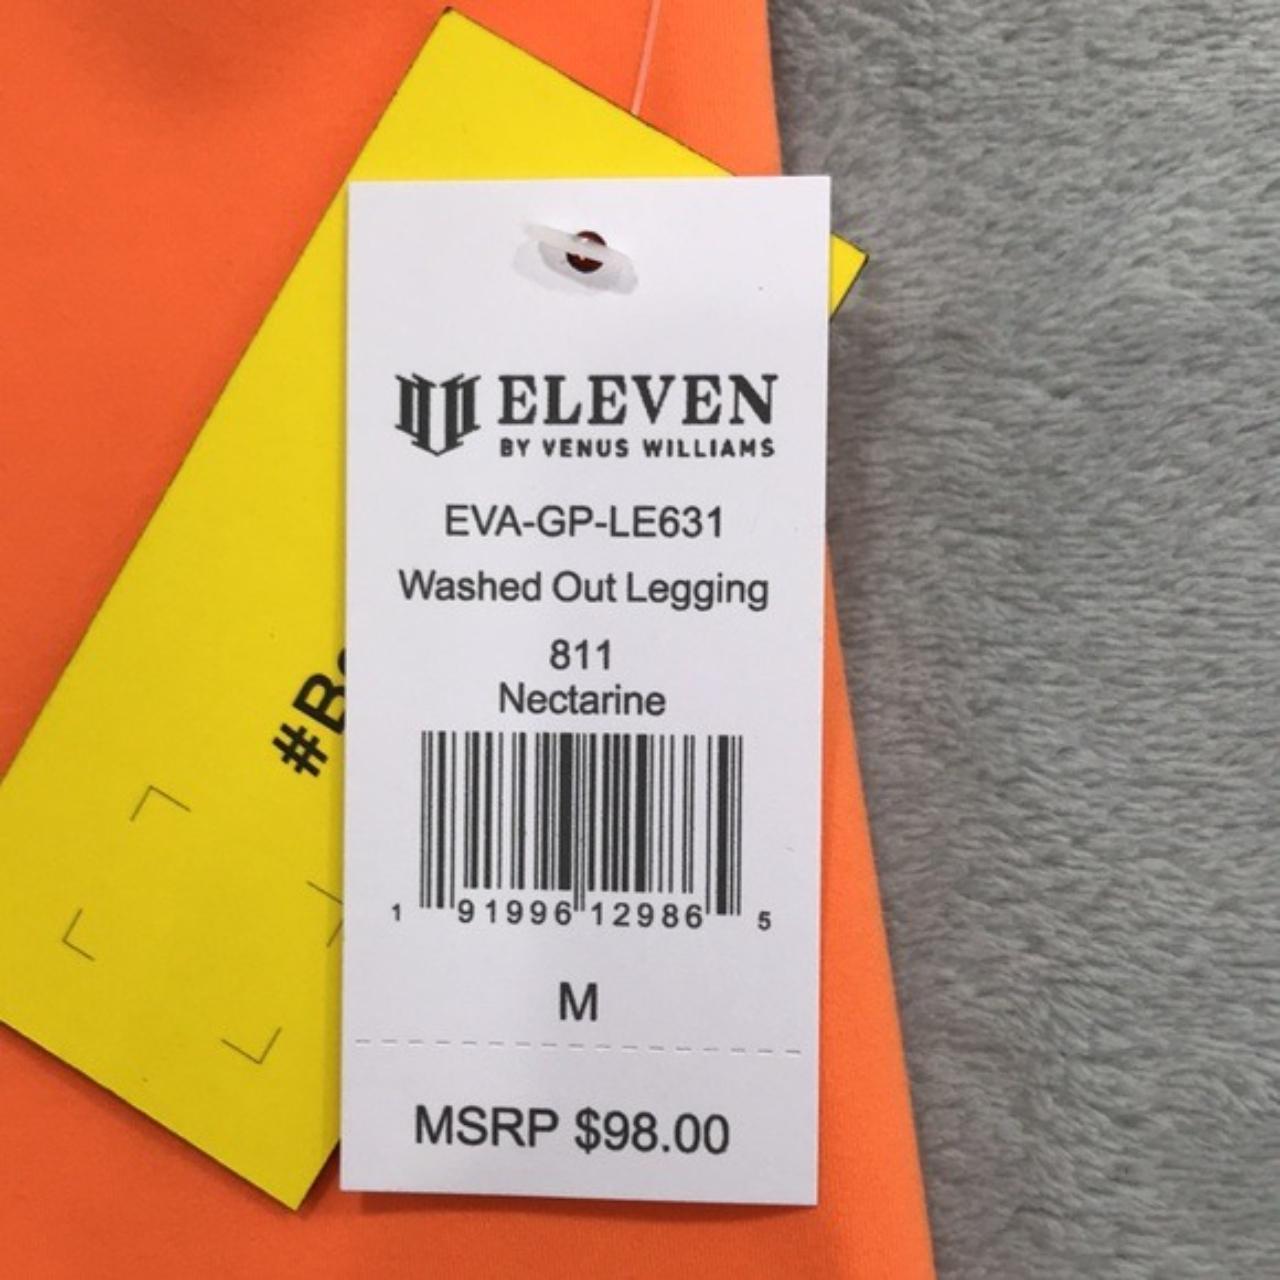 ELEVEN
BY VENUS WILLIAMS
EVA-GP-LE631
Washed Out Legging
811
Nectarine
1 91996 12986 5
M
MSRP $98.00